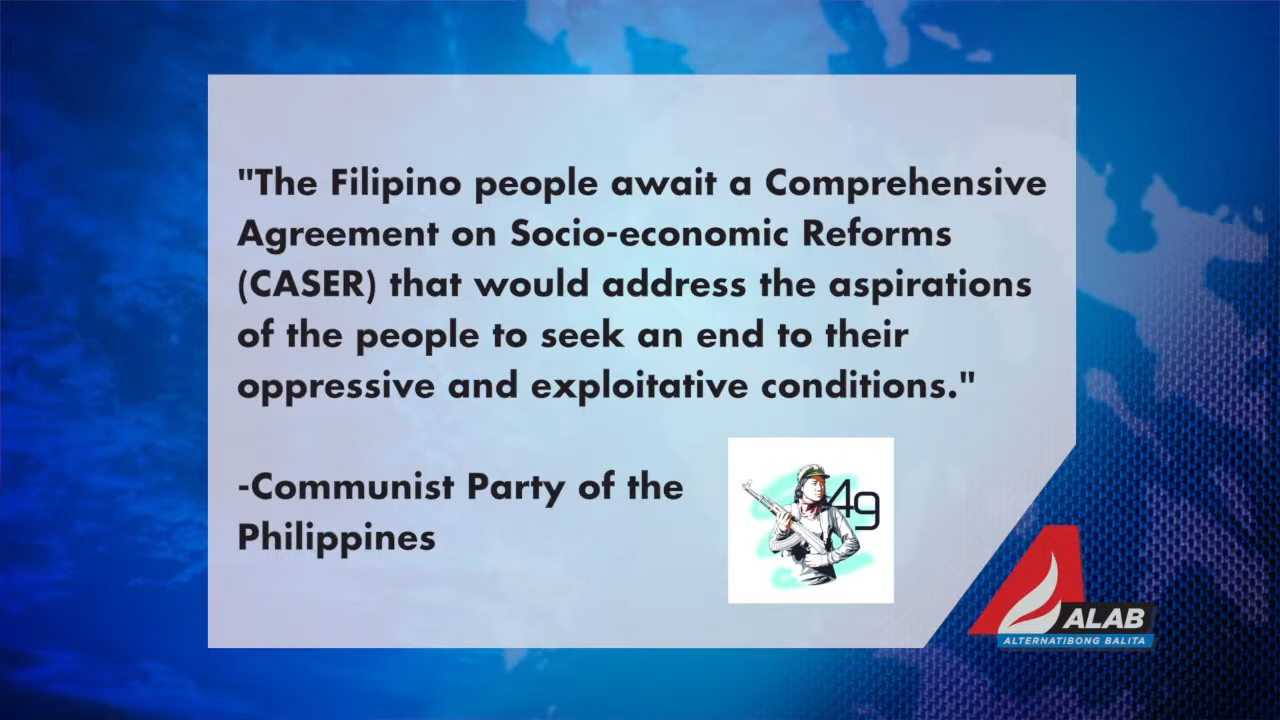 "The Filipino people await a Comprehensive
Agreement on Socio-economic Reforms
(CASER) that would address the aspirations
of the people to seek an end to their
oppressive and exploitative conditions."
-Communist Party of the
Philippines
49
ALAB
ALTERNATIBONG BALITA